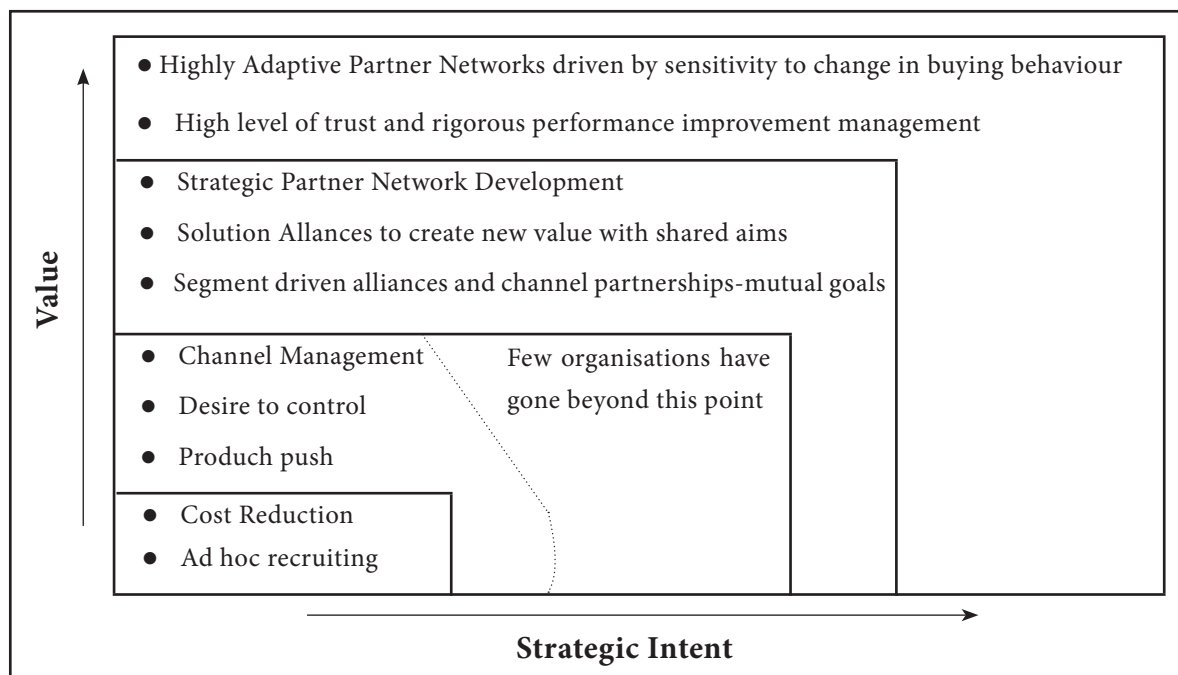 ● Highly Adaptive Partner Networks driven by sensitivity to change in buying behaviour
● High level of trust and rigorous performance improvement management
● Strategic Partner Network Development
● Solution Allances to create new value with shared aims
● Segment driven alliances and channel partnerships-mutual goals
● Channel Management
● Desire to control
● Produch push
Few organisations have
gone beyond this point
● Cost Reduction
● Ad hoc recruiting
Value
Strategic Intent